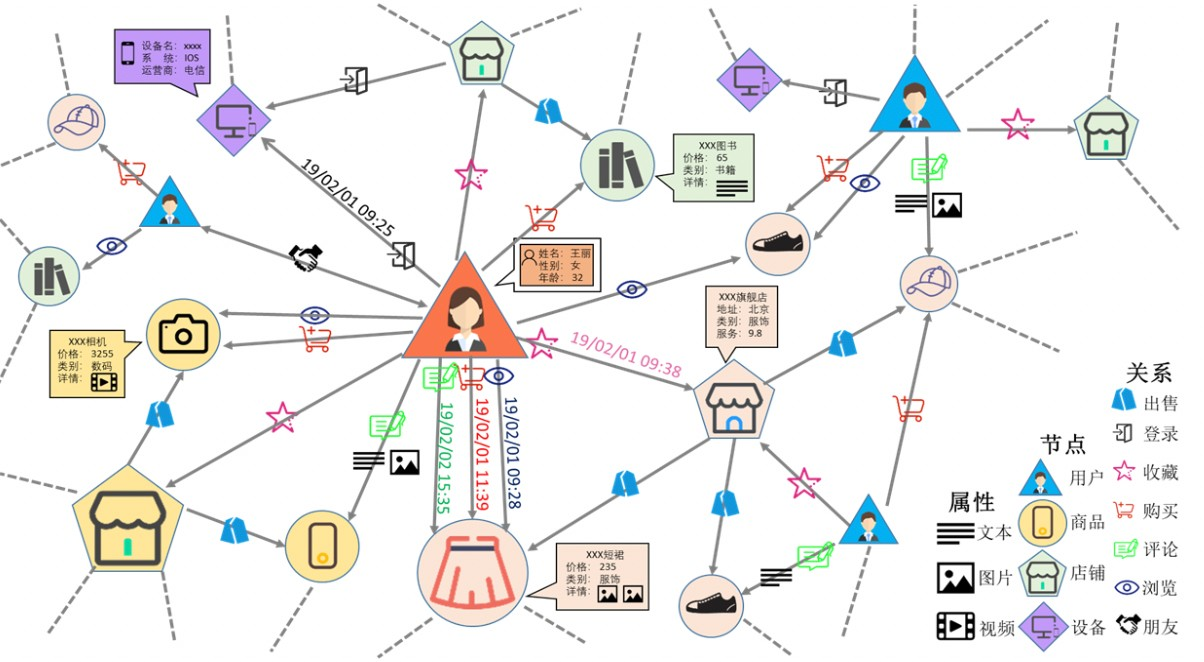 设备名：xxxx
系 统：IOS
运营商：电信
XXX图书
价格：65
类别：书籍
详情：
19/02/01 09:25
姓名：王丽
性别：女
年龄：32
XXX旗舰店
地址：北京
类别：服饰
服务：9.8
XXX相机
价格：3255
类别：数码
详情：
19/02/01 09:38
19/02/02 15:35
19/02/01 11:39
19/02/01 09:28
XXX短裙
价格：235
类别：服饰
详情：
关系
出售
登录
收藏
购买
评论
浏览
朋友
节点
用户
商品
店铺
设备
属性
文本
图片
视频